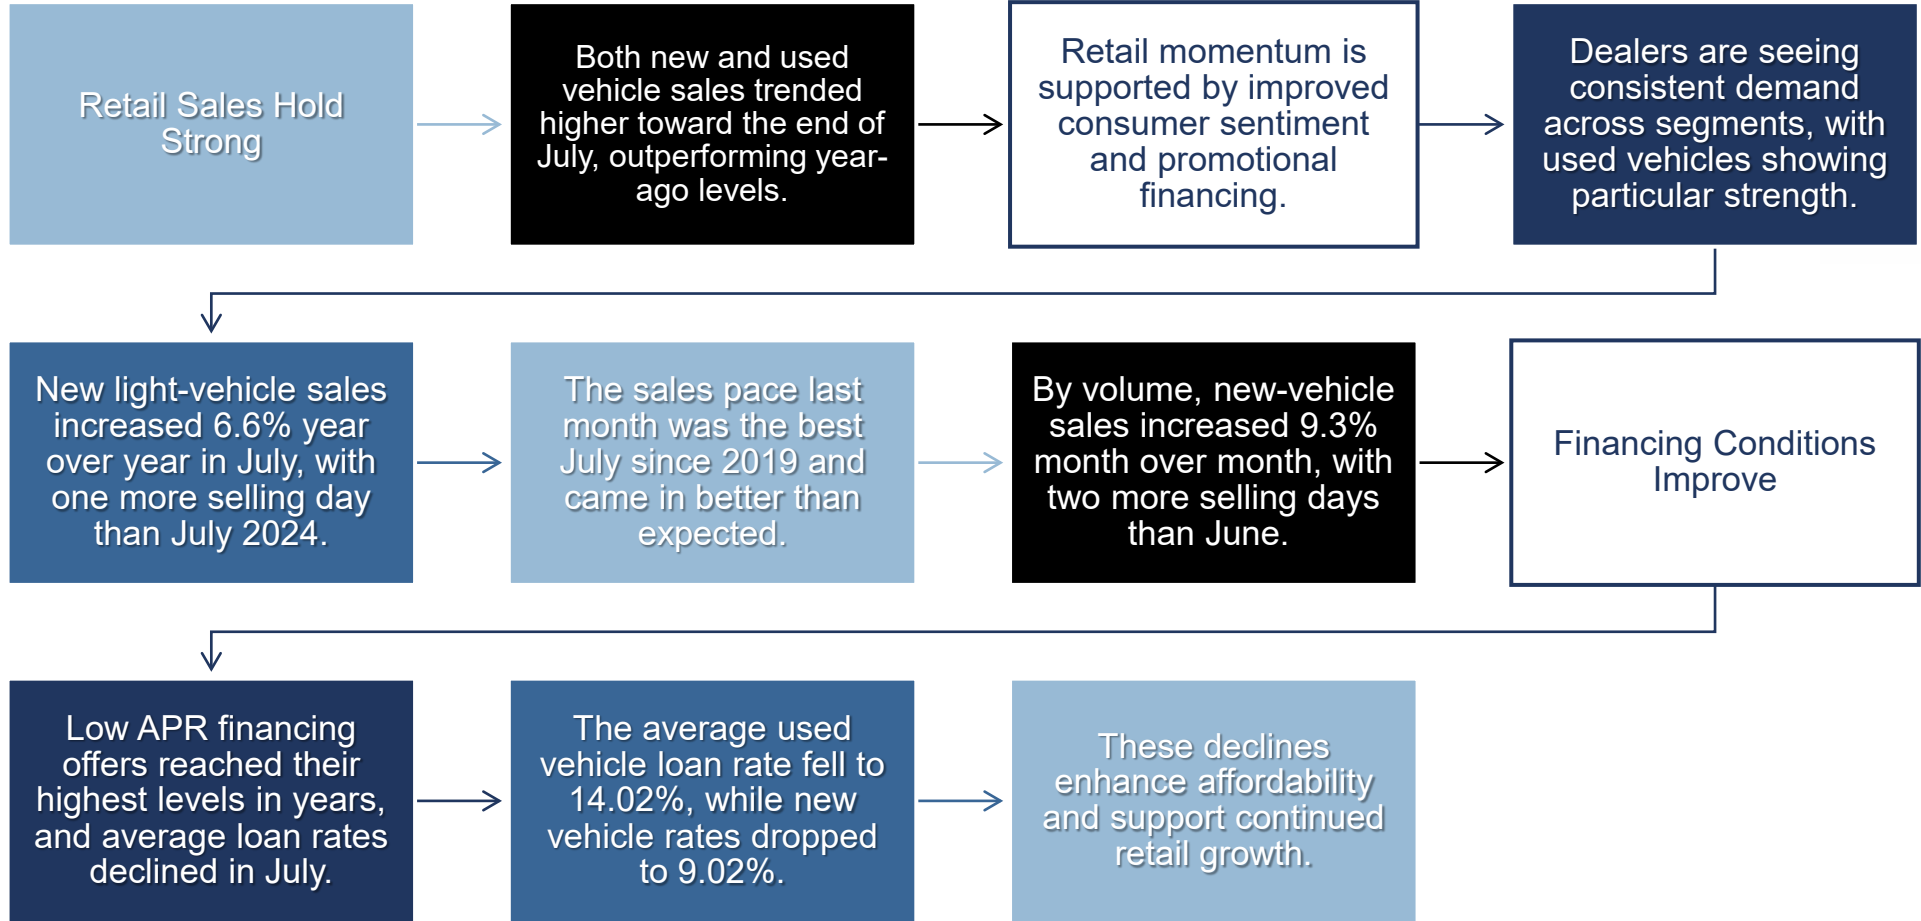 Retail Sales Hold
Strong
Both new and used
vehicle sales trended
higher toward the end of
July, outperforming year-
ago levels.
Retail momentum is
supported by improved
consumer sentiment
and promotional
financing.
Dealers are seeing
consistent demand
across segments, with
used vehicles showing
particular strength.
New light-vehicle sales
increased 6.6% year
over year in July, with
one more selling day
than July 2024.
The sales pace last
month was the best
July since 2019 and
came in better than
expected.
By volume, new-vehicle
sales increased 9.3%
month over month, with
two more selling days
than June.
Financing Conditions
Improve
Low APR financing
offers reached their
highest levels in years,
and average loan rates
declined in July.
The average used
vehicle loan rate fell to
14.02%, while new
vehicle rates dropped
to 9.02%.
These declines
enhance affordability
and support continued
retail growth.